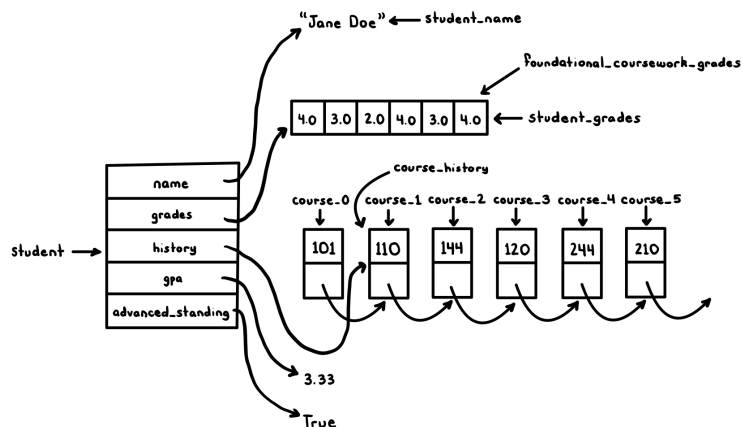 "Jane Doe" student_name
foundational_coursework_grades
4.0 3.0 2.0 4.0 3.0 4.0 student_grades
course_history
name
grades
student history
gpa
advanced_standing
course_0 course_1 course_2 course_3 course_4 course_5
101 110 144 120 244 210
3.33
True